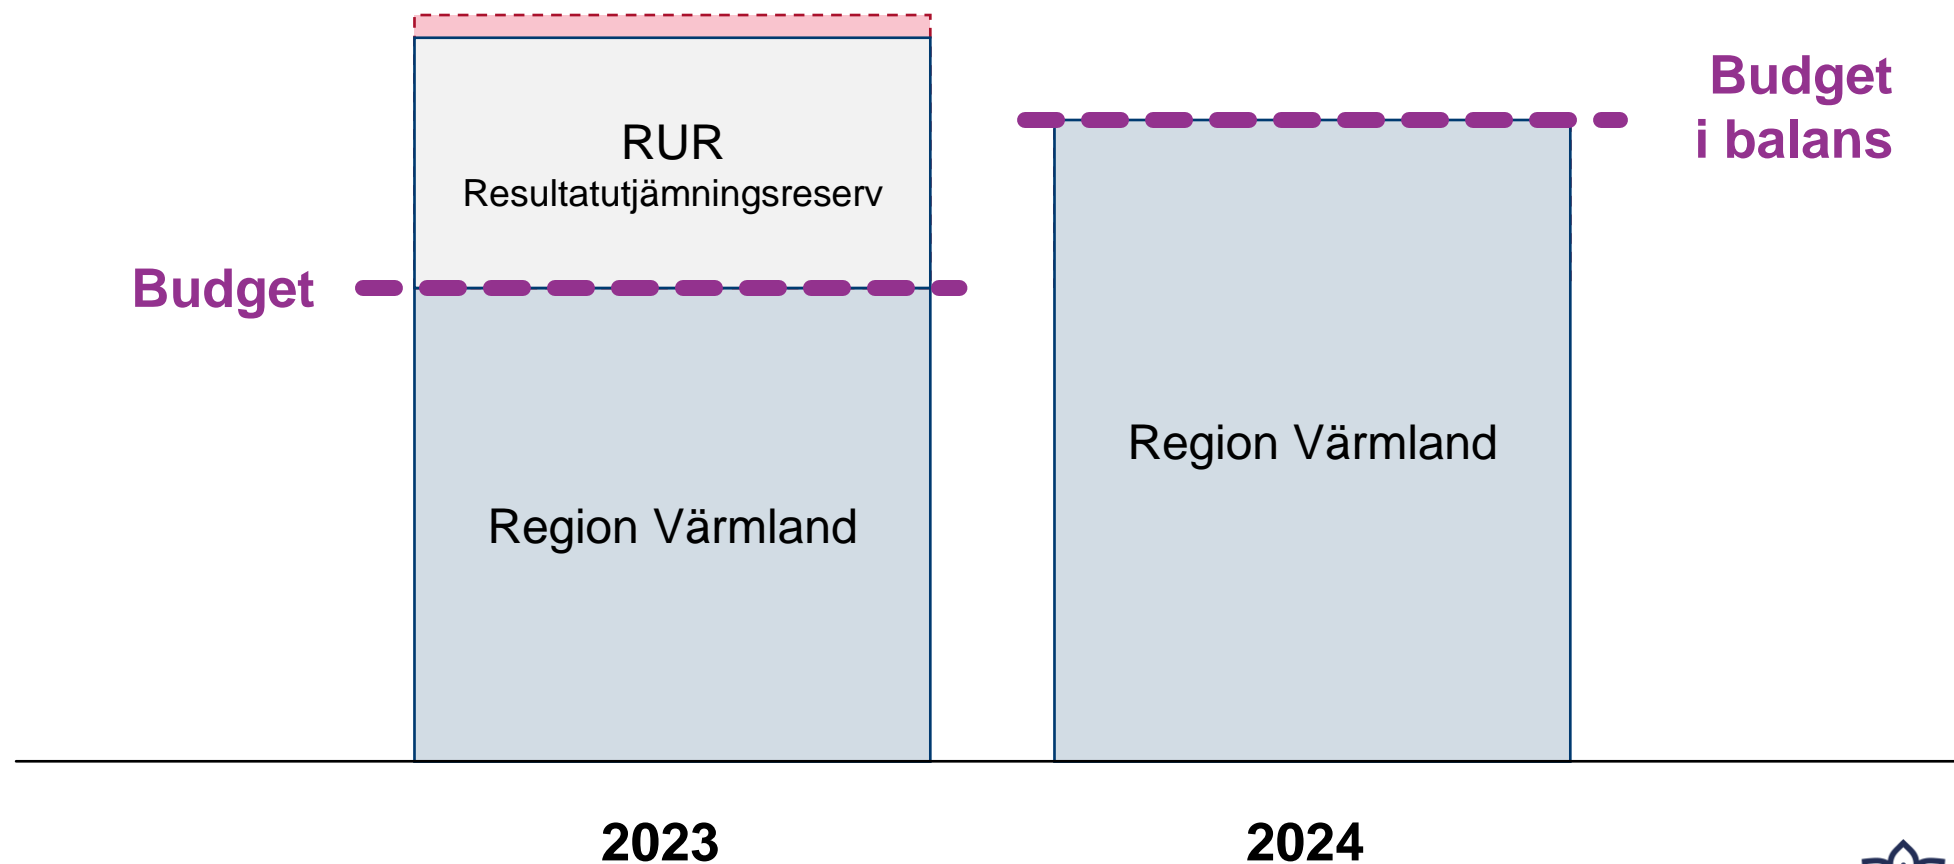 Budget
i balans
RUR
Resultatutjämningsreserv
Budget
Region Värmland
Region Värmland
2023
2024